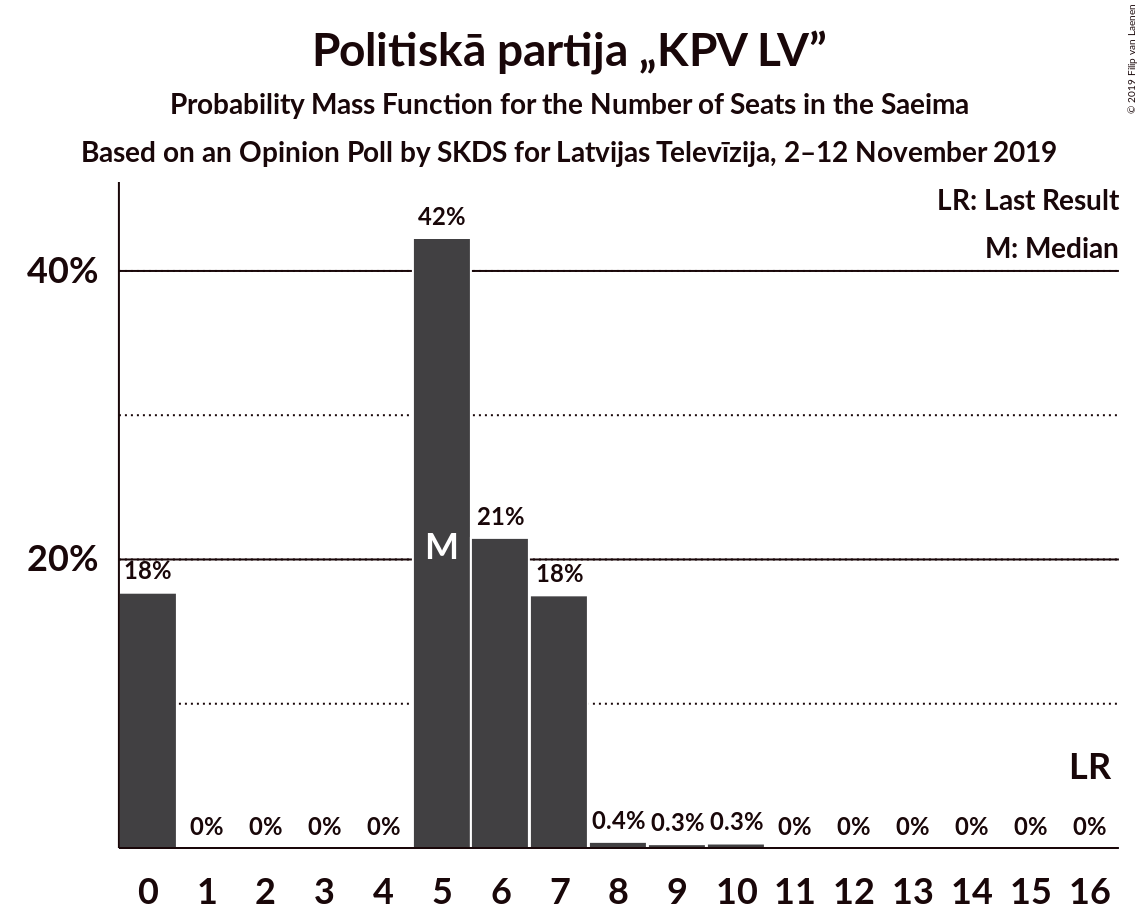 Politiskā partija „KPV LV”
Probability Mass Function for the Number of Seats in the Saeima
Based on an Opinion Poll by SKDS for Latvijas Televīzija, 2–12 November 2019
© 2019 Filip van Laenen
LR: Last Result
M: Median
42%
40%
21%
20%
18%
18%
M
LR
0%
0%
0%
0%
0.4%
0.3%
0.3%
0%
0%
0%
0%
0%
0%
0 1 2 3 4 5 6 7 8 9 10 11 12 13 14 15 16